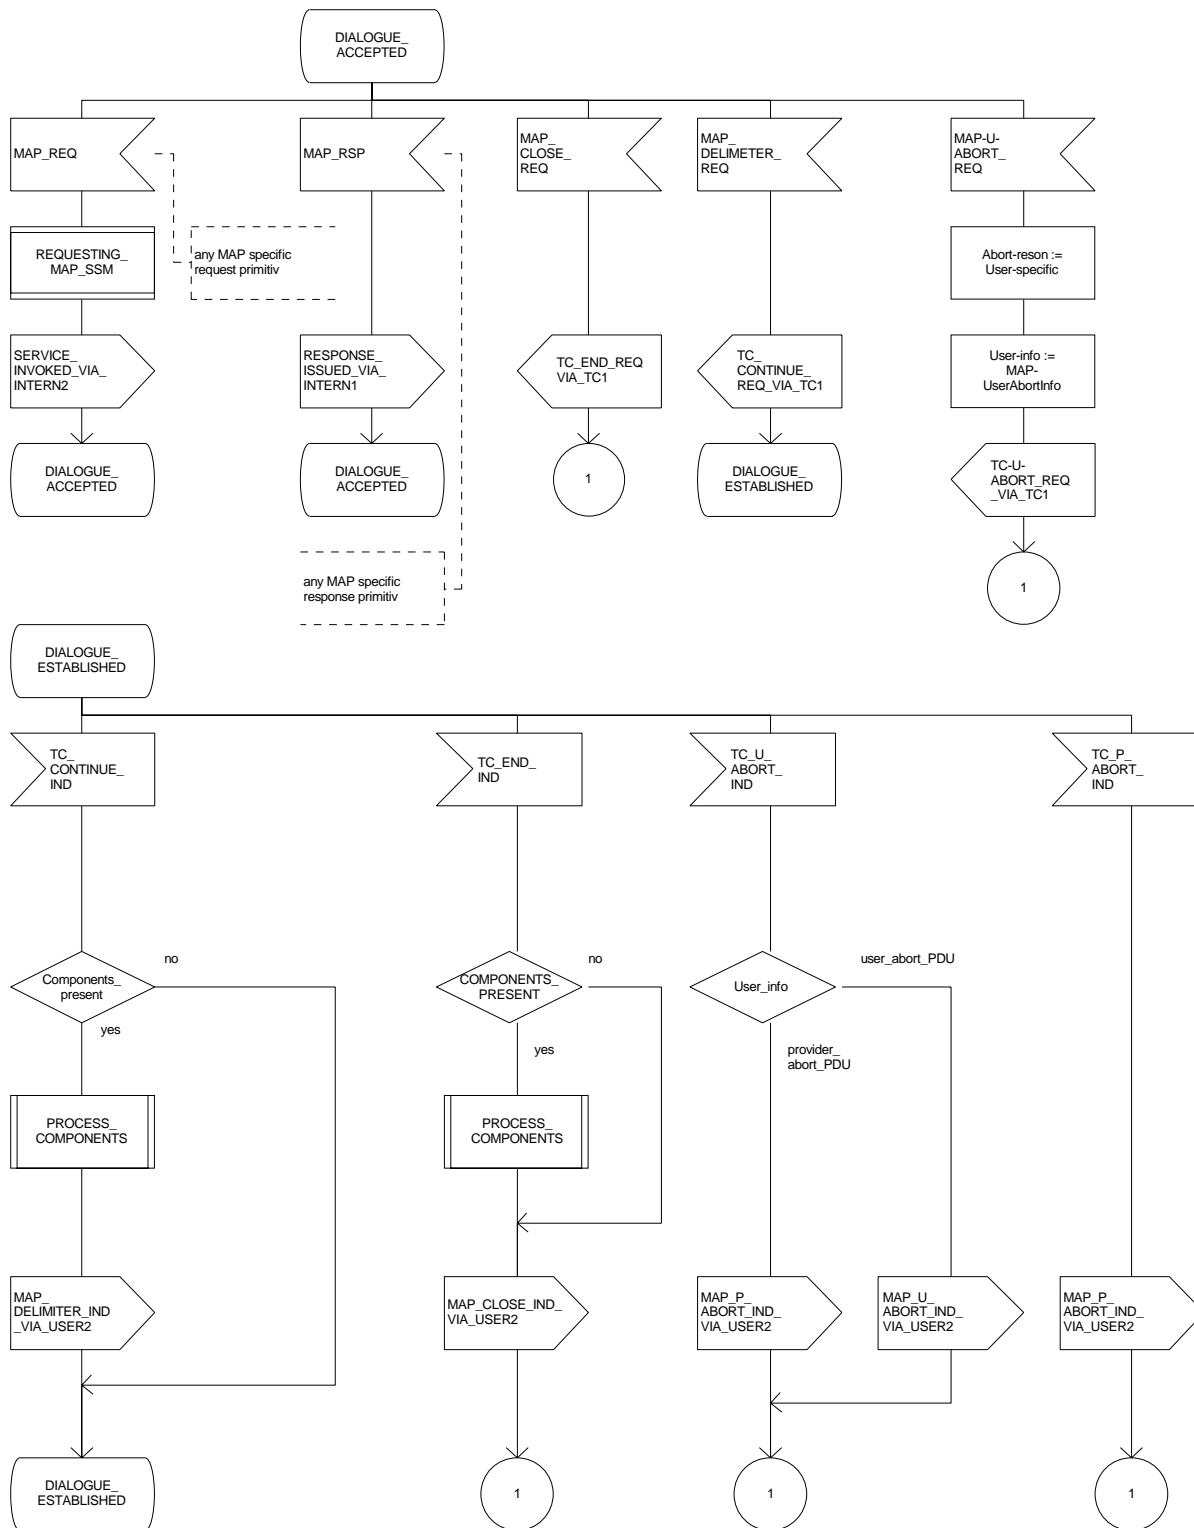 DIALOGUE_
ACCEPTED
MAP_REQ
MAP_RSP
MAP_
CLOSE_
REQ
MAP_
DELIMETER_
REQ
MAP-U-
ABORT_
REQ
REQUESTING_
MAP_SSM
any MAP specific
request primitiv
Abort-reson :=
User-specific
SERVICE_
INVOKED_VIA_
INTERN2
RESPONSE_
ISSUED_VIA_
INTERN1
TC_END_REQ
VIA_TC1
TC_
CONTINUE_
REQ_VIA_TC1
User-info :=
MAP-
UserAbortInfo
DIALOGUE_
ACCEPTED
DIALOGUE_
ACCEPTED
1
DIALOGUE_
ESTABLISHED
TC-U-
ABORT_REQ
_VIA_TC1
any MAP specific
response primitiv
1
DIALOGUE_
ESTABLISHED
TC_
CONTINUE_
IND
TC_END_
IND
TC_U_
ABORT_
IND
TC_P_
ABORT_
IND
Components_
present
no
yes
COMPONENTS_
PRESENT
no
yes
User_info
user_abort_PDU
provider_
abort_PDU
PROCESS_
COMPONENTS
PROCESS_
COMPONENTS
MAP_
DELIMITER_IND
_VIA_USER2
MAP_CLOSE_IND_
VIA_USER2
MAP_P_
ABORT_IND_
VIA_USER2
MAP_U_
ABORT_IND_
VIA_USER2
MAP_P_
ABORT_IND_
VIA_USER2
DIALOGUE_
ESTABLISHED
1
1
1